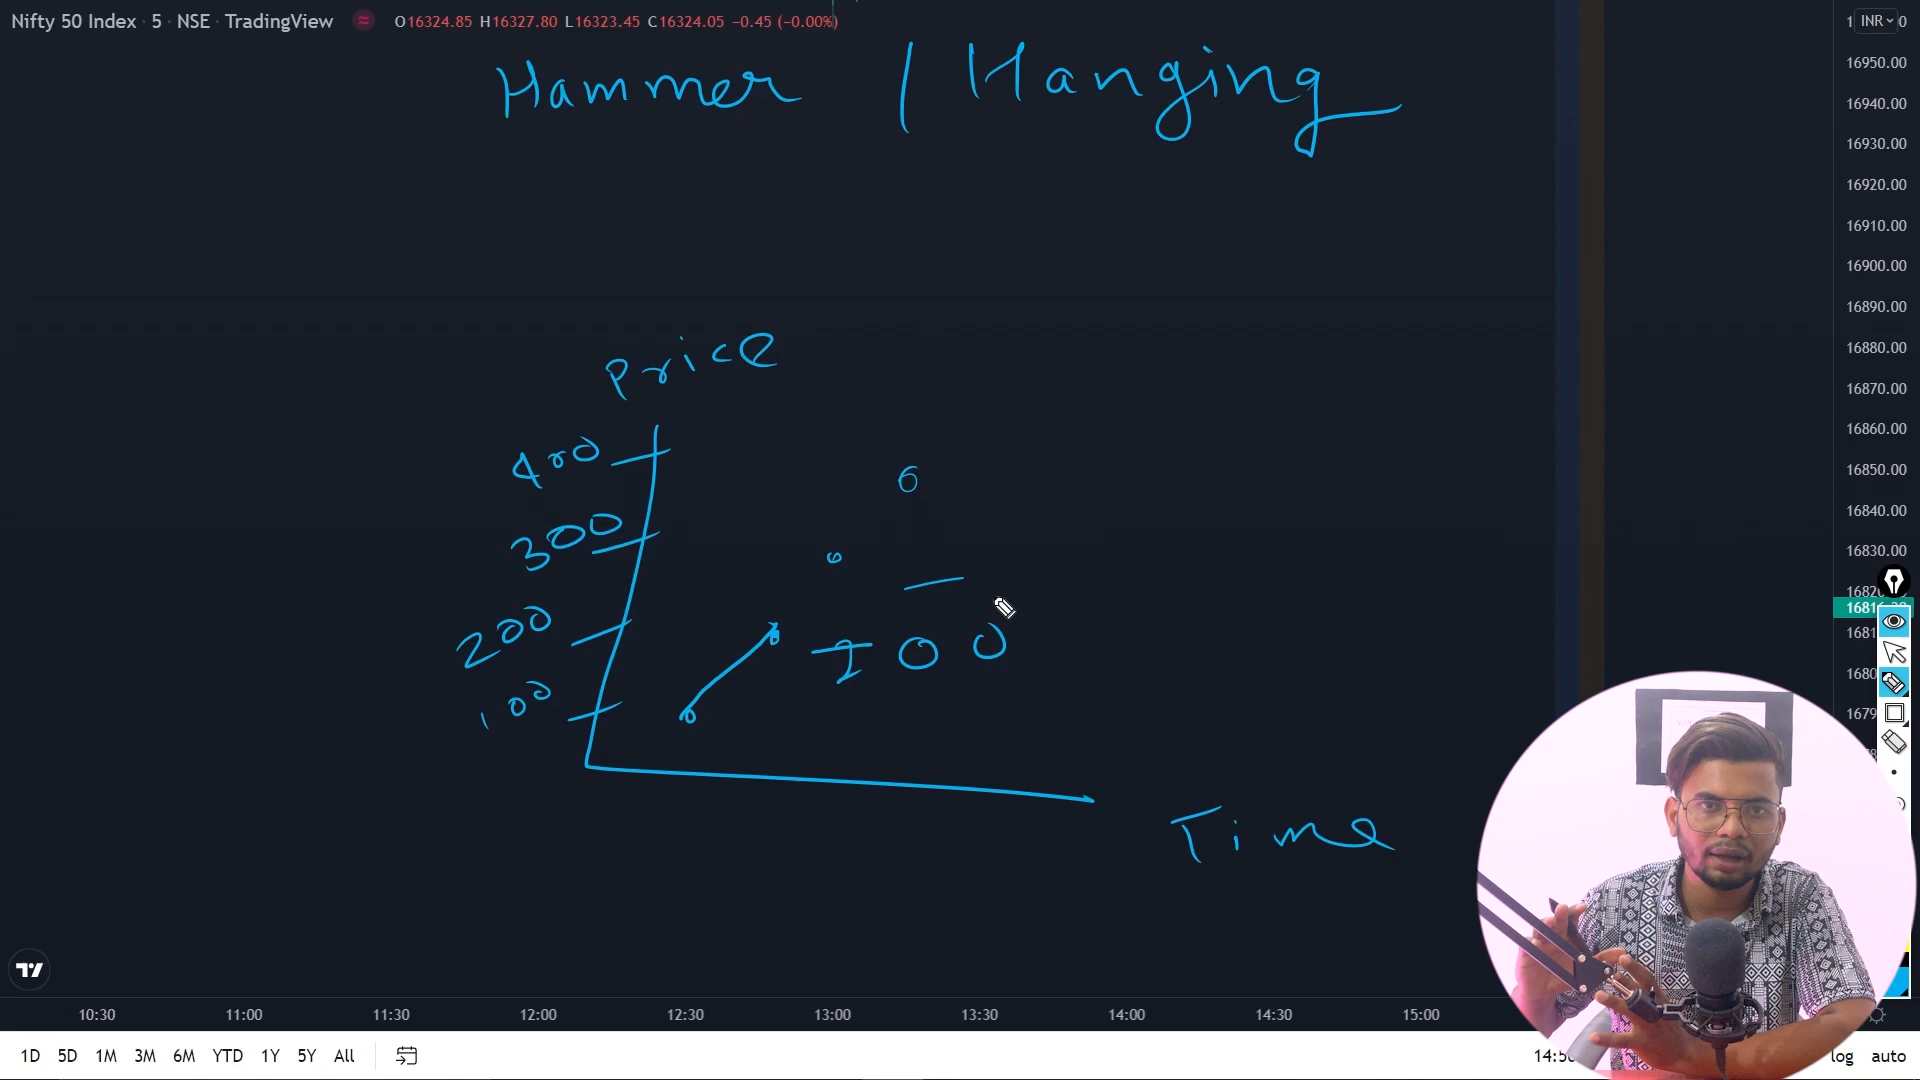 Nifty 50 Index · 5 · NSE · TradingView O16324.85 H16327.80 L16323.45 C16324.05 −0.45 (−0.00%)
INR
Hammer / Hanging
16950.00
16940.00
16930.00
16920.00
16910.00
16900.00
16890.00
16880.00
16870.00
16860.00
16850.00
16840.00
16830.00
Price
400
300
200
100
100
Time
10:30 11:00 11:30 12:00 12:30 13:00 13:30 14:00 14:30 15:00
1D 5D 1M 3M 6M YTD 1Y 5Y All log auto